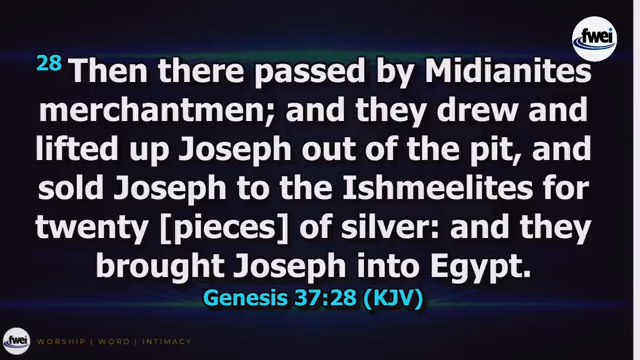 fwei
28 Then there passed by Midianites
merchantmen; and they drew and
lifted up Joseph out of the pit, and
sold Joseph to the Ishmeelites for
twenty [pieces] of silver: and they
brought Joseph into Egypt.
Genesis 37:28 (KJV)
fwei WORSHIP | WORD | INTIMACY